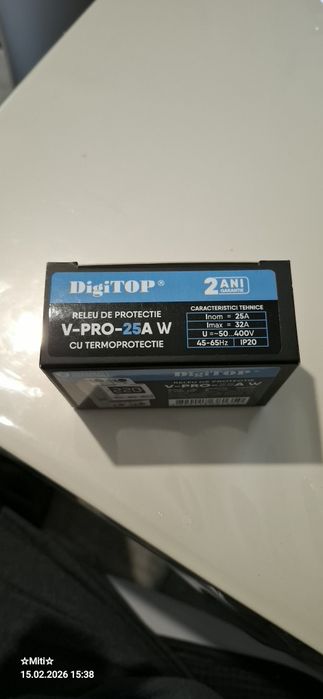 DigiTOP®
2 ANI
GARANTIE
RELEU DE PROTECTIE
V-PRO-25A W
CU TERMOPROTECTIE
CARACTERISTICI TEHNICE
Inom = 25A
Imax = 32A
U =~50...400V
45-65Hz IP20
DigiTOP
RELEU DE PROTECTIE
V-PRO-25A W
☆Miti☆
15.02.2026 15:38